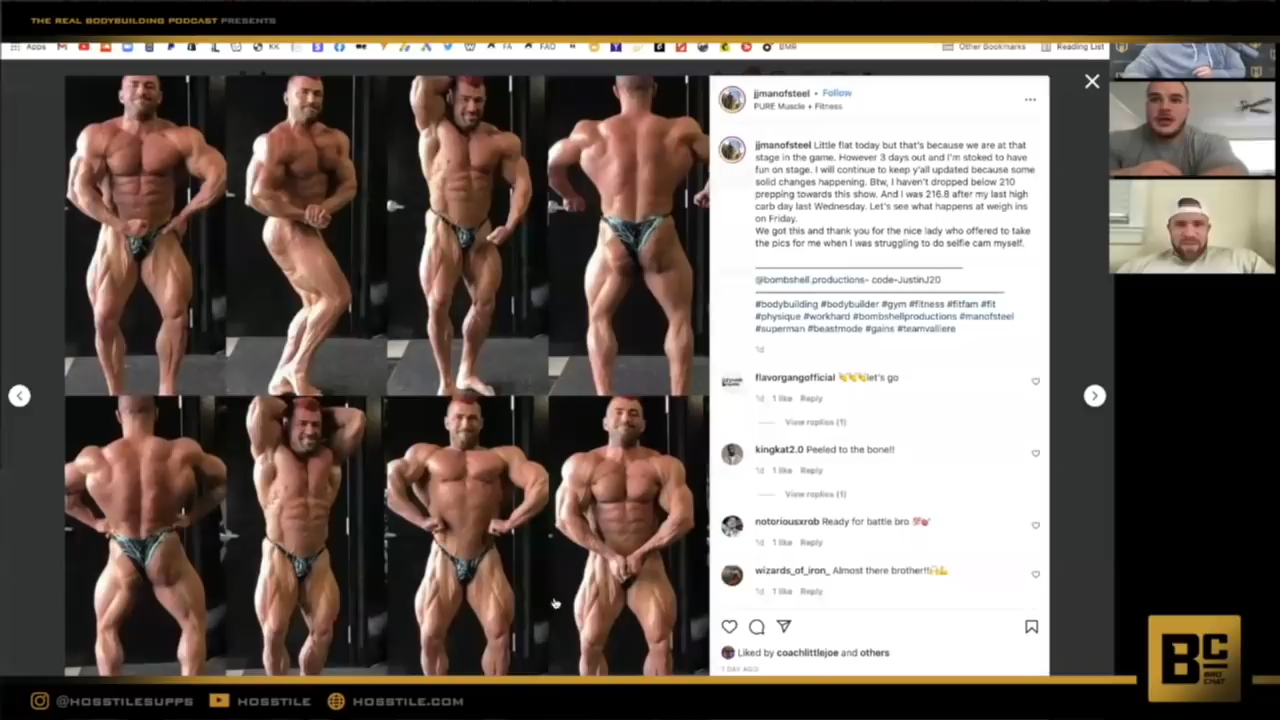 THE REAL BODYBUILDING PODCAST PRESENTS
Apps
KK
FA
FAO
BMR
Other Bookmarks
Reading List
jjmanofsteel • Follow
PURE Muscle + Fitness
jjmanofsteel Little flat today but that's because we are at that
stage in the game. However 3 days out and I'm stoked to have
fun on stage. I will continue to keep y'all updated because some
solid changes happening. Btw, I haven't dropped below 210
prepping towards this show. And I was 216.8 after my last high
carb day last Wednesday. Let's see what happens at weigh ins
on Friday.
We got this and thank you for the nice lady who offered to take
the pics for me when I was struggling to do selfie cam myself.
@bombshell.productions- code-JustinJ20
#bodybuilding #bodybuilder #gym #fitness #fitfam #fit
#physique #workhard #bombshellproductions #manofsteel
#superman #beastmode #gains #teamvalliere
1d
flavorgangofficial 👏👏👏let's go
1d 1 like Reply
View replies (1)
kingkat2.0 Peeled to the bone!!
1d 1 like Reply
View replies (1)
notoriousxrob Ready for battle bro 💯
1d 1 like Reply
wizards_of_iron_ Almost there brother!!🙌💪
1d 1 like Reply
Liked by coachlittlejoe and others
1 DAY AGO
BC
BRO
CHAT
@HOSSTILESUPPS
HOSSTILE
HOSSTILE.COM